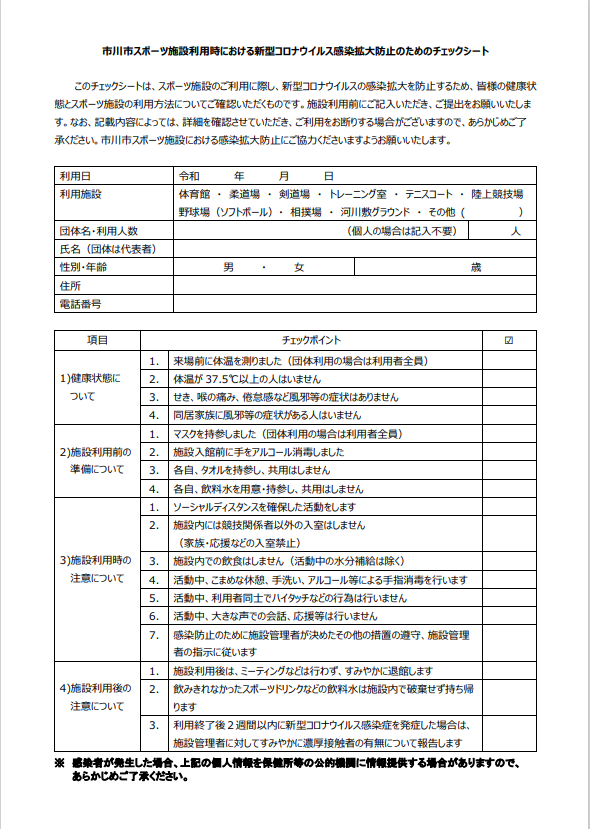 市川市スポーツ施設利用時における新型コロナウイルス感染拡大防止のためのチェックシート
このチェックシートは、スポーツ施設のご利用に際し、新型コロナウイルスの感染拡大を防止するため、皆様の健康状
態とスポーツ施設の利用方法についてご確認いただくものです。施設利用前にご記入いただき、ご提出をお願いいたしま
す。なお、記載内容によっては、詳細を確認させていただき、ご利用をお断りする場合がございますので、あらかじめご了
承ください。市川市スポーツ施設における感染拡大防止にご協力くださいますようお願いいたします。
利用日 令和 年 月 日
利用施設 体育館 ・ 柔道場 ・ 剣道場 ・ トレーニング室 ・ テニスコート ・ 陸上競技場
野球場（ソフトボール）・ 相撲場 ・ 河川敷グラウンド ・ その他（ ）
団体名・利用人数 （個人の場合は記入不要） 人
氏名（団体は代表者）
性別・年齢 男 ・ 女 歳
住所
電話番号
項目 チェックポイント ☑
1)健康状態に
ついて
1. 来場前に体温を測りました（団体利用の場合は利用者全員）
2. 体温が 37.5℃以上の人はいません
3. せき、喉の痛み、倦怠感など風邪等の症状はありません
4. 同居家族に風邪等の症状がある人はいません
2)施設利用前の
準備について
1. マスクを持参しました（団体利用の場合は利用者全員）
2. 施設入館前に手をアルコール消毒しました
3. 各自、タオルを持参し、共用はしません
4. 各自、飲料水を用意・持参し、共用はしません
3)施設利用時の
注意について
1. ソーシャルディスタンスを確保した活動をします
2. 施設内には競技関係者以外の入室はしません
（家族・応援などの入室禁止）
3. 施設内での飲食はしません（活動中の水分補給は除く）
4. 活動中、こまめな休憩、手洗い、アルコール等による手指消毒を行います
5. 活動中、利用者同士でハイタッチなどの行為は行いません
6. 活動中、大きな声での会話、応援等は行いません
7. 感染防止のために施設管理者が決めたその他の措置の遵守、施設管理
者の指示に従います
4)施設利用後の
注意について
1. 施設利用後は、ミーティングなどは行わず、すみやかに退館します
2. 飲みきれなかったスポーツドリンクなどの飲料水は施設内で破棄せず持ち帰
ります
3. 利用終了後２週間以内に新型コロナウイルス感染症を発症した場合は、
施設管理者に対してすみやかに濃厚接触者の有無について報告します
※ 感染者が発生した場合、上記の個人情報を保健所等の公的機関に情報提供する場合がありますので、
あらかじめご了承ください。